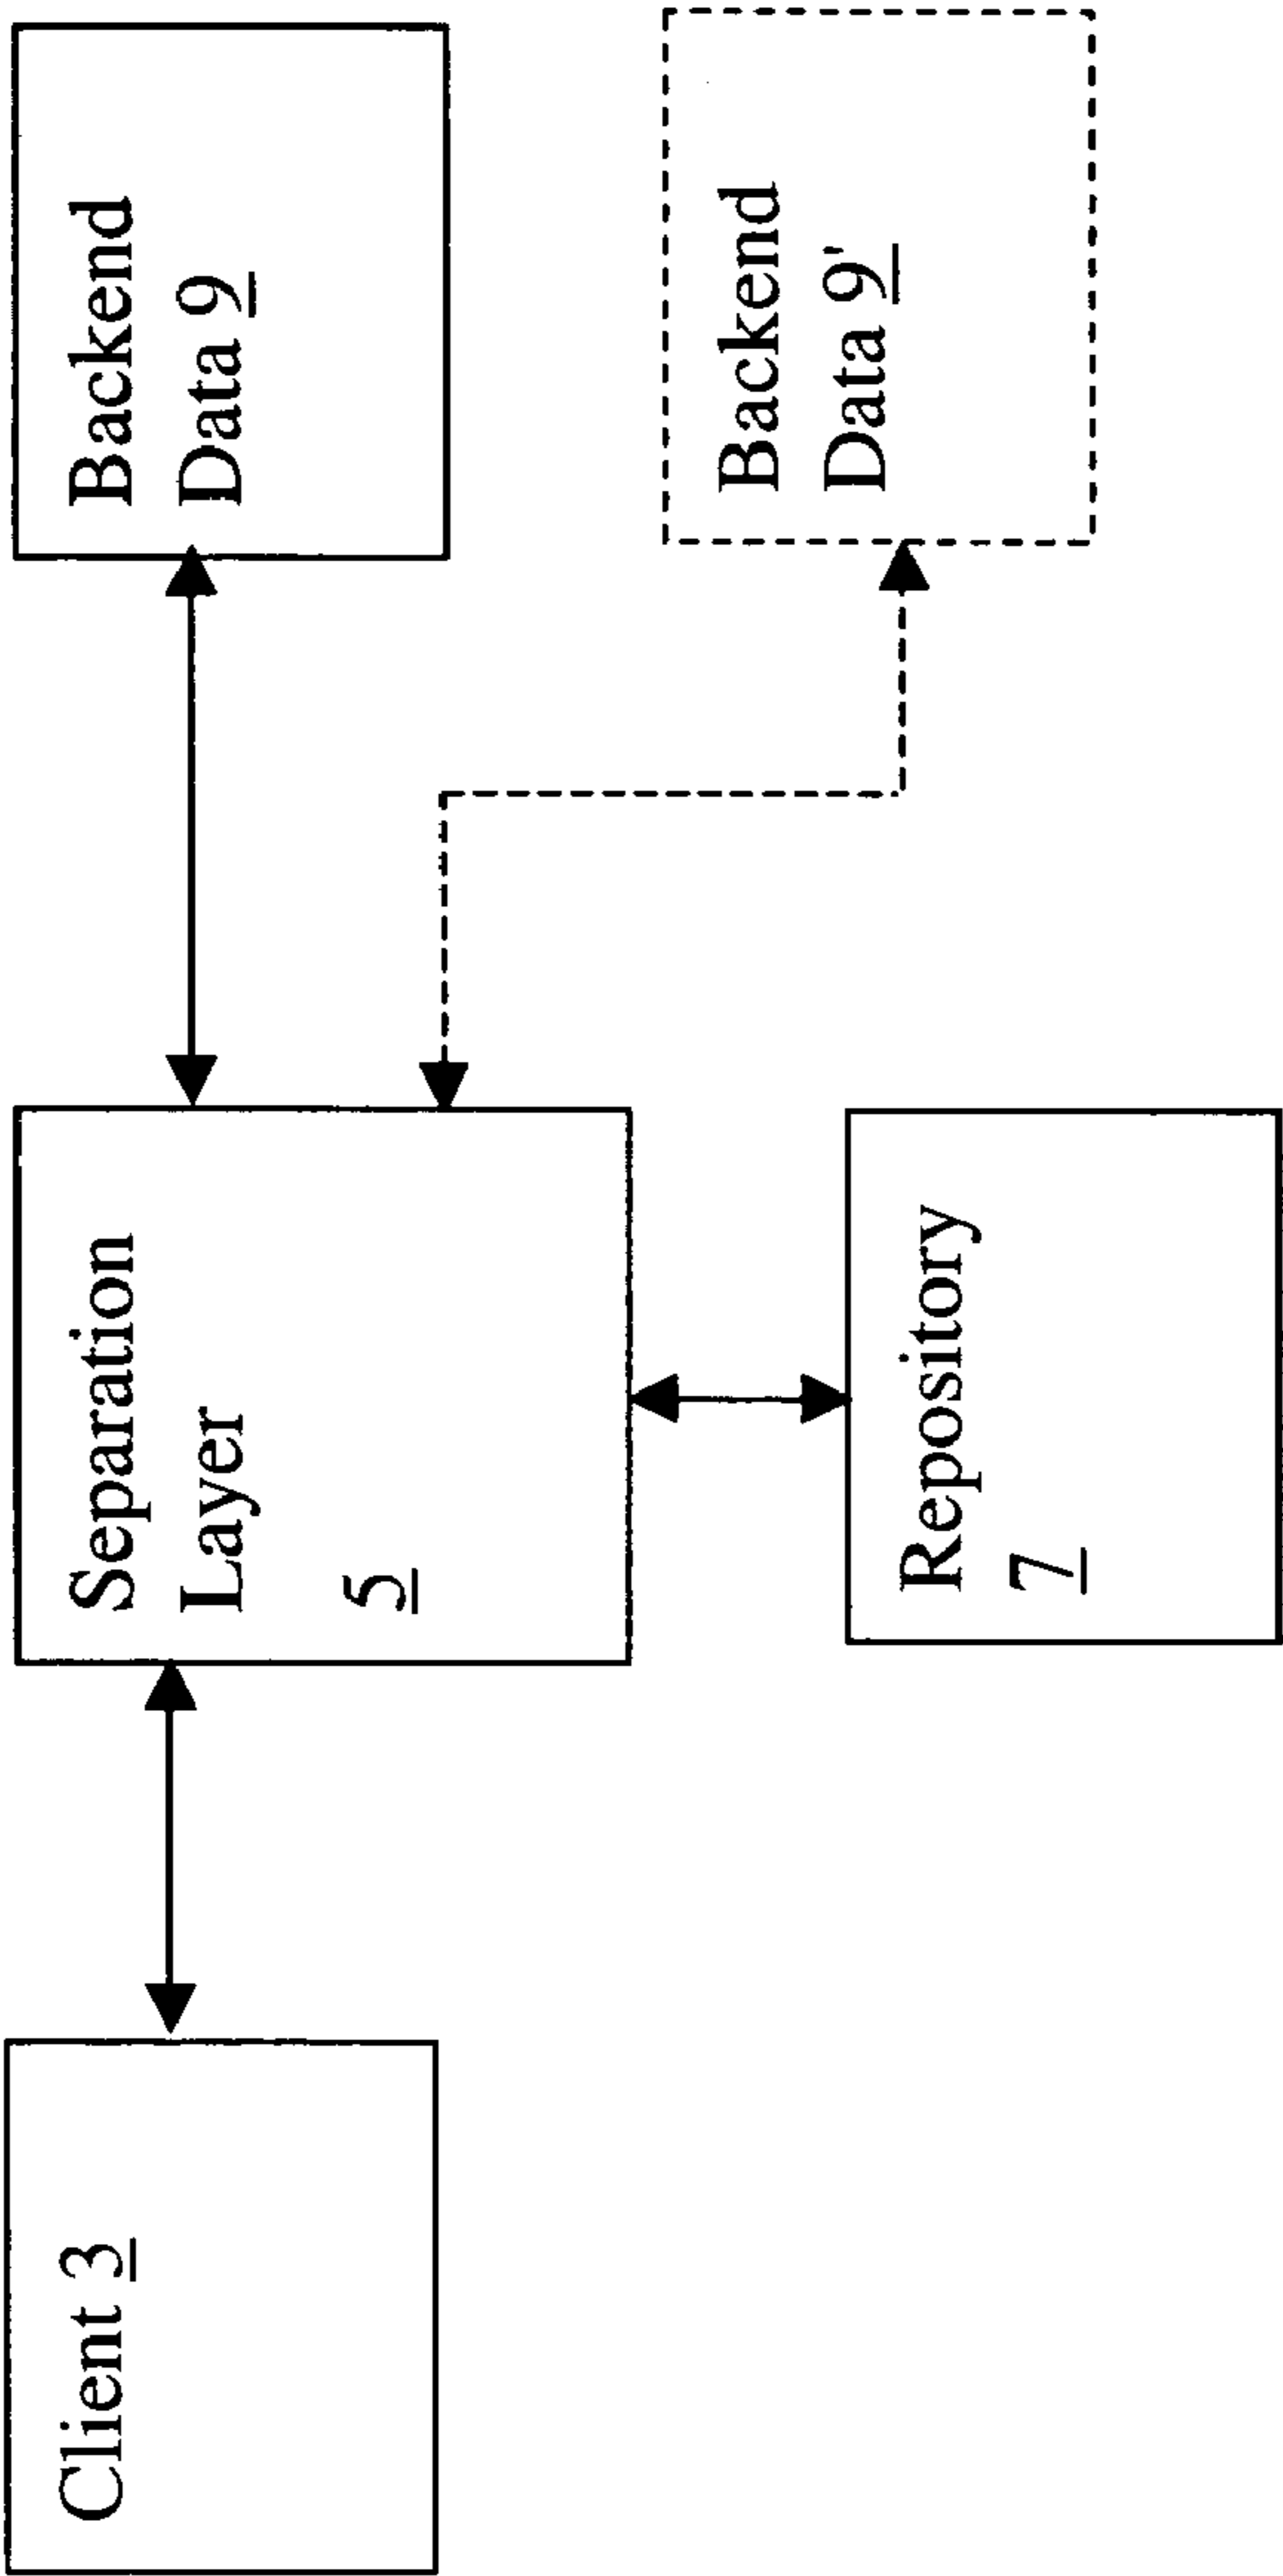 Client 3
Separation
Layer
5
Backend
Data 9
Repository
7
Backend
Data 9'